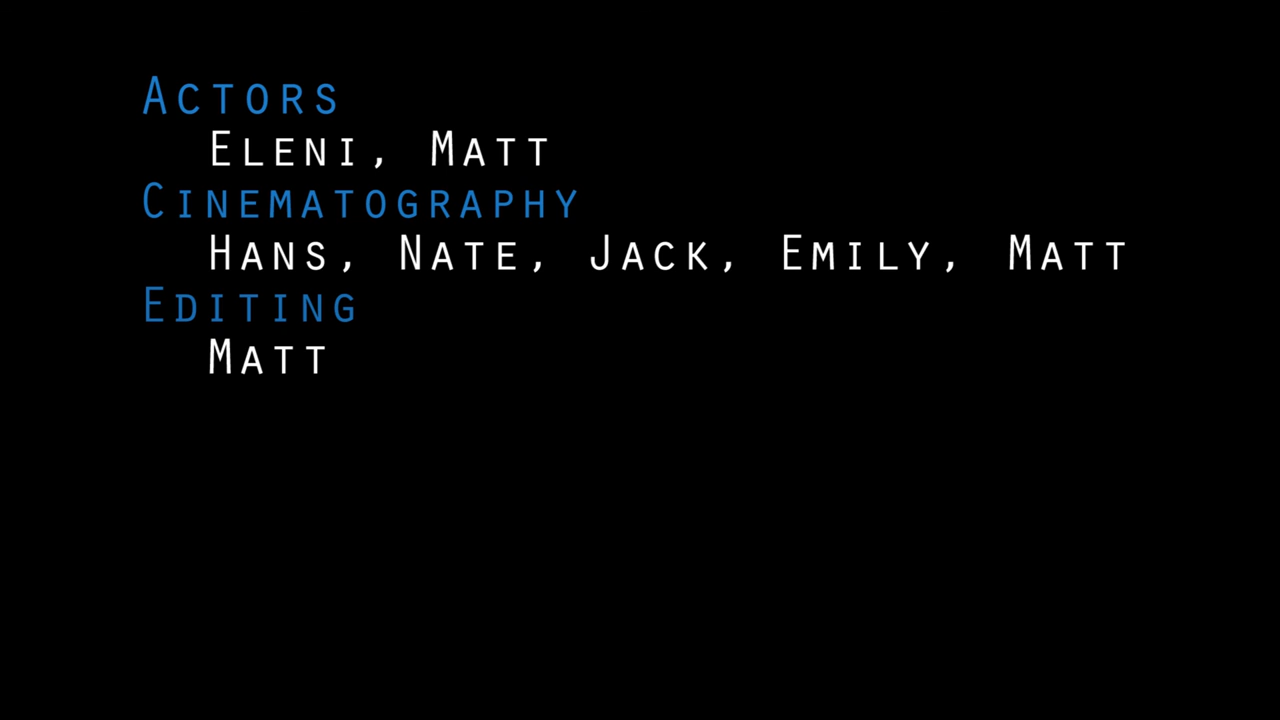 Actors
Eleni, Matt
Cinematography
Hans, Nate, Jack, Emily, Matt
Editing
Matt